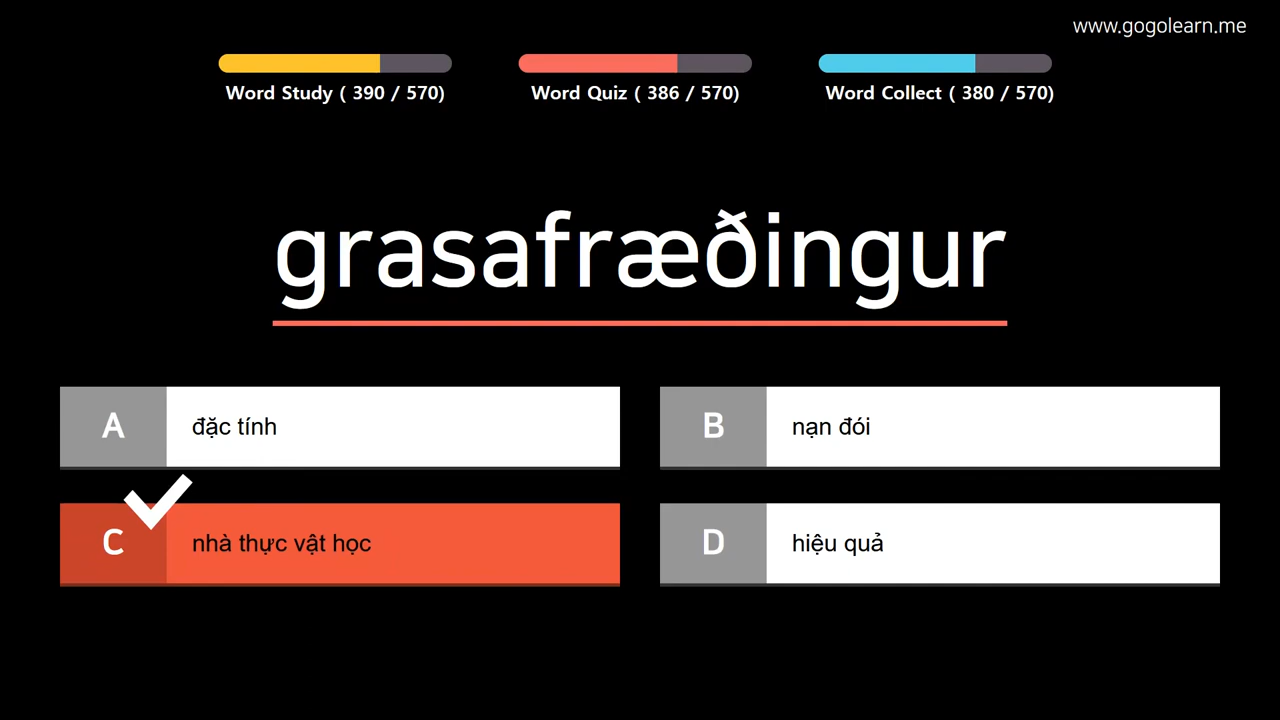 www.gogolearn.me
Word Study ( 390 / 570)
Word Quiz ( 386 / 570)
Word Collect ( 380 / 570)
grasafræðingur
A
đặc tính
B
nạn đói
C
nhà thực vật học
D
hiệu quả